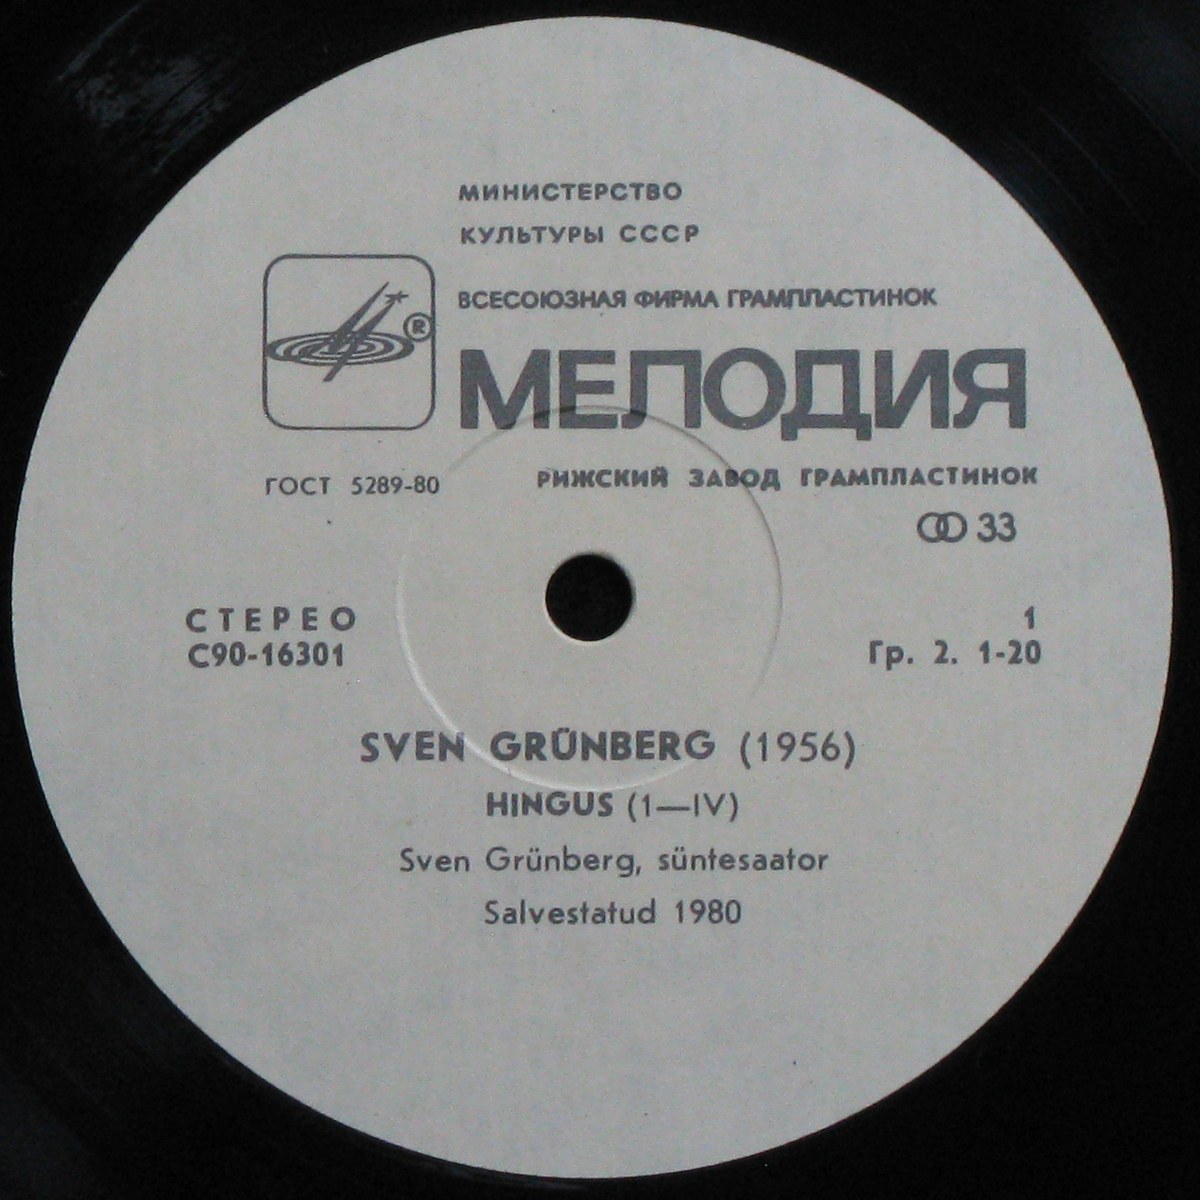 МИНИСТЕРСТВО
КУЛЬТУРЫ СССР
ВСЕСОЮЗНАЯ ФИРМА ГРАМПЛАСТИНОК
®
МЕЛОДИЯ
ГОСТ 5289-80
РИЖСКИЙ ЗАВОД ГРАМПЛАСТИНОК
33
СТЕРЕО
1
С90-16301
Гр. 2. 1-20
SVEN GRÜNBERG (1956)
HINGUS (1—IV)
Sven Grünberg, süntesaator
Salvestatud 1980